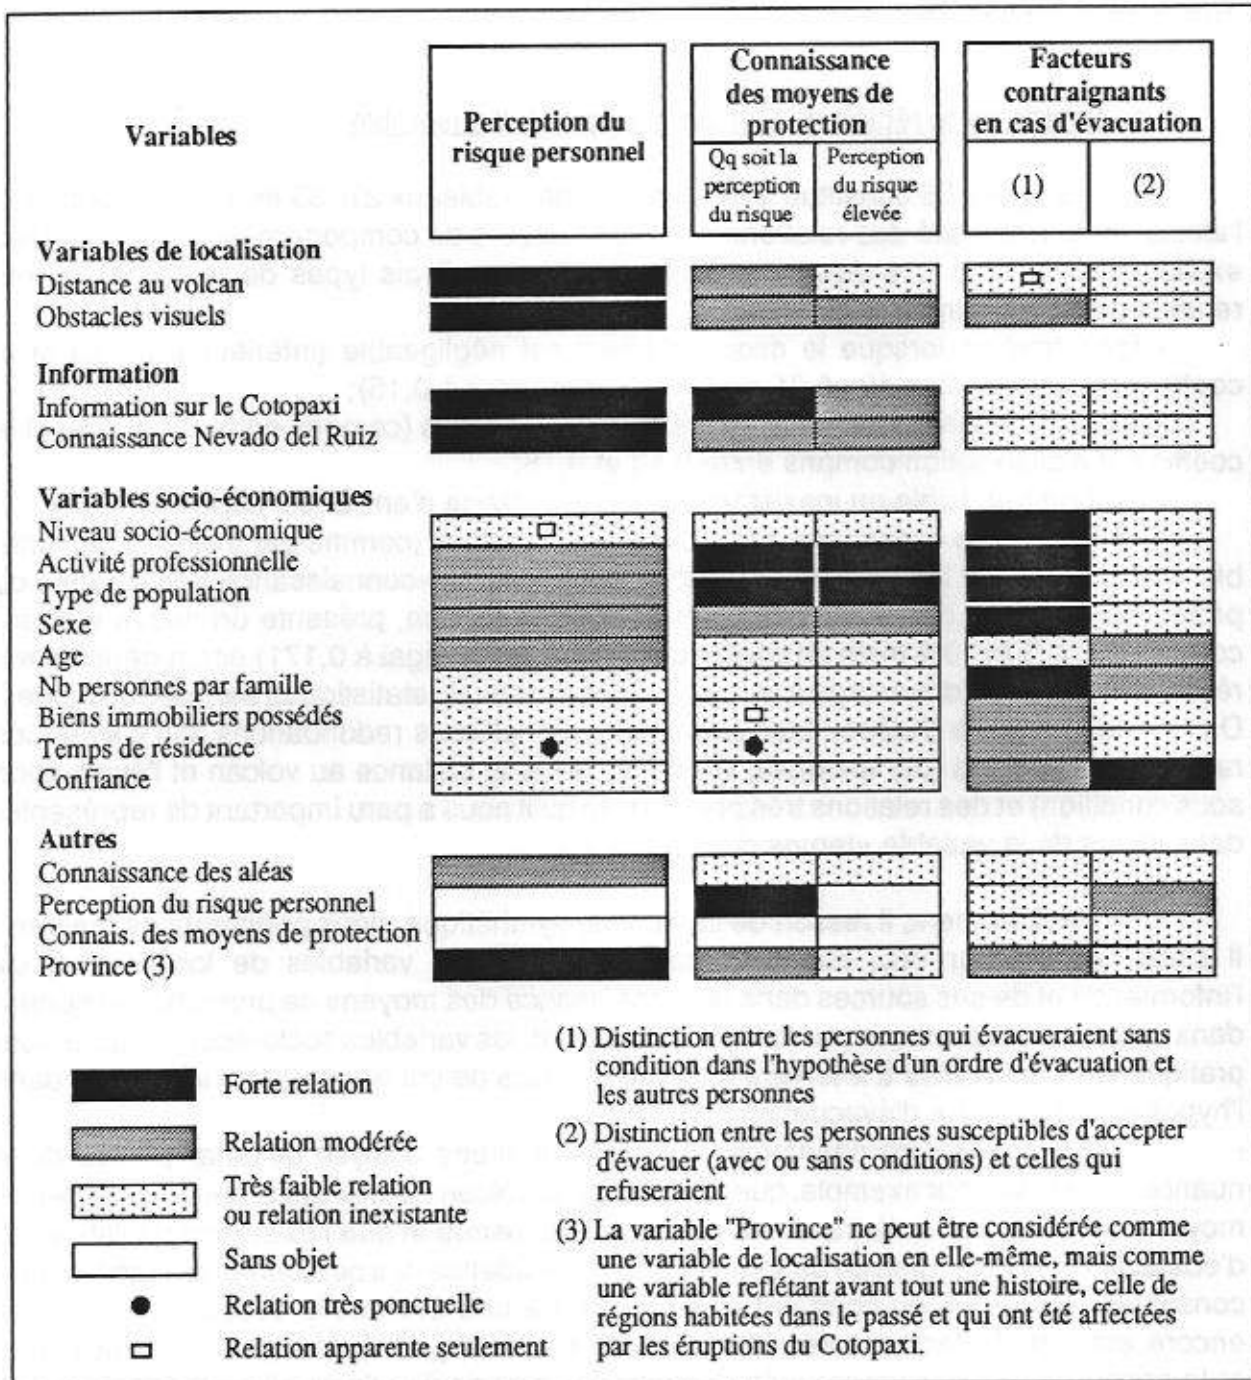 Variables
Perception du
risque personnel
Connaissance
des moyens de
protection
Qq soit la
perception
du risque
Perception
du risque
élevée
Facteurs
contraignants
en cas d'évacuation
(1)
(2)
Variables de localisation
Distance au volcan
Obstacles visuels
Information
Information sur le Cotopaxi
Connaissance Nevado del Ruiz
Variables socio-économiques
Niveau socio-économique
Activité professionnelle
Type de population
Sexe
Age
Nb personnes par famille
Biens immobiliers possédés
Temps de résidence
Confiance
Autres
Connaissance des aléas
Perception du risque personnel
Connais. des moyens de protection
Province (3)
Forte relation
Relation modérée
Très faible relation
ou relation inexistante
Sans objet
Relation très ponctuelle
Relation apparente seulement
(1) Distinction entre les personnes qui évacueraient sans
condition dans l'hypothèse d'un ordre d'évacuation et
les autres personnes
(2) Distinction entre les personnes susceptibles d'accepter
d'évacuer (avec ou sans conditions) et celles qui
refuseraient
(3) La variable "Province" ne peut être considérée comme
une variable de localisation en elle-même, mais comme
une variable reflétant avant tout une histoire, celle de
régions habitées dans le passé et qui ont été affectées
par les éruptions du Cotopaxi.